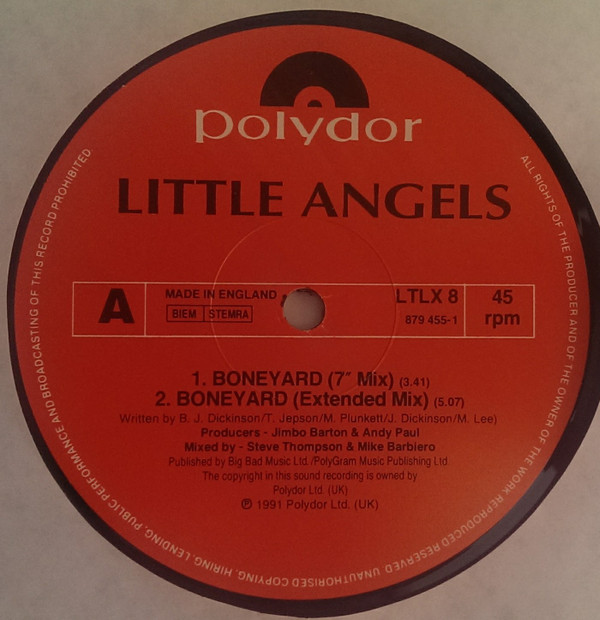 polydor
LITTLE ANGELS
A
MADE IN ENGLAND
BIEM STEMRA
LTLX 8
879 455-1
45
rpm
1. BONEYARD (7" Mix) (3.41)
2. BONEYARD (Extended Mix) (5.07)
Written by B. J. Dickinson/T. Jepson/M. Plunkett/J. Dickinson/M. Lee)
Producers - Jimbo Barton & Andy Paul
Mixed by - Steve Thompson & Mike Barbiero
Published by Big Bad Music Ltd./PolyGram Music Publishing Ltd.
The copyright in this sound recording is owned by
Polydor Ltd. (UK)
℗ 1991 Polydor Ltd. (UK)
ALL RIGHTS OF THE PRODUCER AND OF THE OWNER OF THE WORK REPRODUCED RESERVED. UNAUTHORISED COPYING, HIRING, LENDING, PUBLIC PERFORMANCE AND BROADCASTING OF THIS RECORD PROHIBITED.